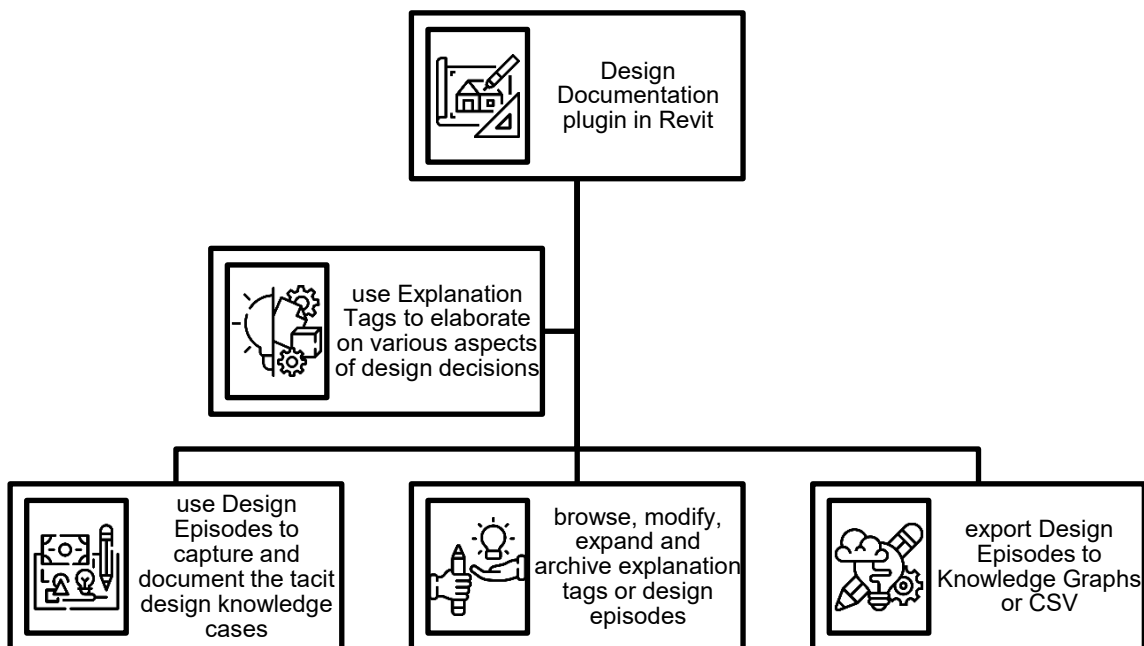 Design
Documentation
plugin in Revit
use Explanation
Tags to elaborate
on various aspects
of design decisions
use Design
Episodes to
capture and
document the tacit
design knowledge
cases
browse, modify,
expand and
archive explanation
tags or design
episodes
export Design
Episodes to
Knowledge Graphs
or CSV